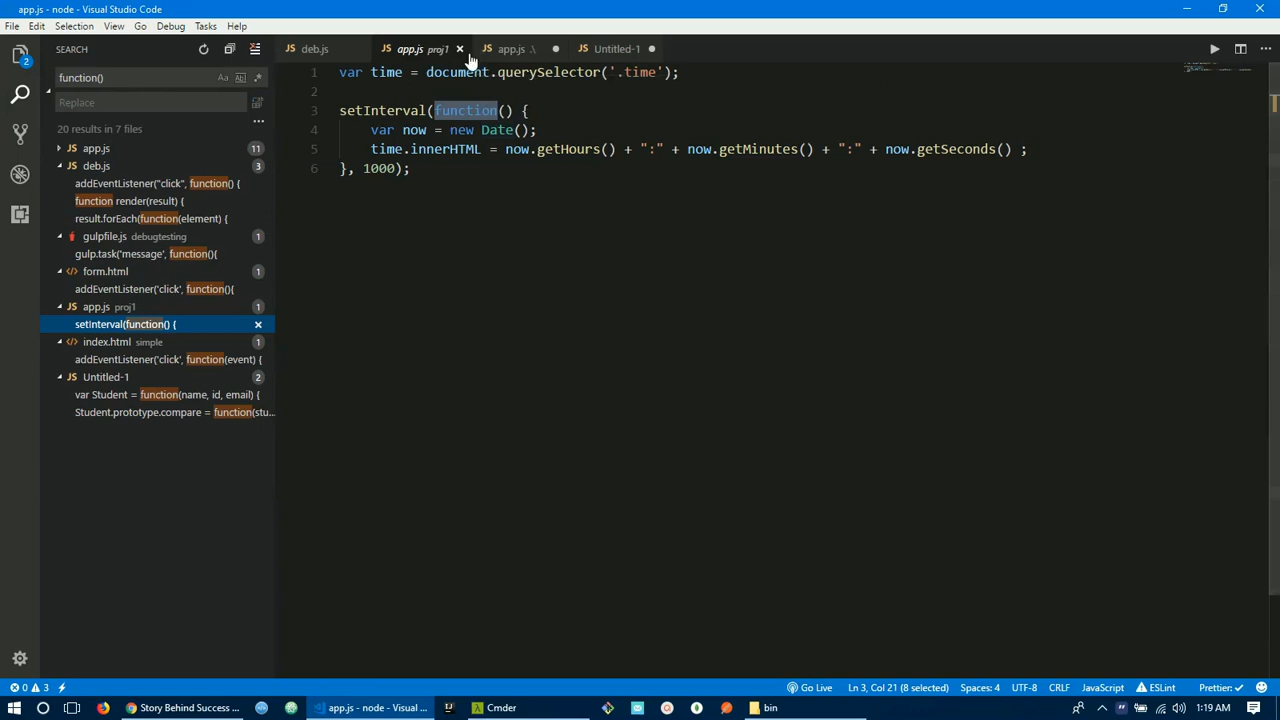 app.js - node - Visual Studio Code
File Edit Selection View Go Debug Tasks Help
SEARCH
deb.js
app.js proj1
app.js .\
Untitled-1
2
function()
Aa Ab| .*
Replace
...
20 results in 7 files
app.js 11
deb.js 3
addEventListener("click", function() {
function render(result) {
result.forEach(function(element) {
gulpfile.js debugtesting 1
gulp.task('message', function(){
form.html 1
addEventListener('click', function(){
JS app.js proj1 1
setInterval(function() {
index.html simple 1
addEventListener('click', function(event) {
JS Untitled-1 2
var Student = function(name, id, email) {
Student.prototype.compare = function(stu...
1 var time = document.querySelector('.time');
2
3 setInterval(function() {
4 var now = new Date();
5 time.innerHTML = now.getHours() + ":" + now.getMinutes() + ":" + now.getSeconds() ;
6 }, 1000);
0 3 Go Live Ln 3, Col 21 (8 selected) Spaces: 4 UTF-8 CRLF JavaScript ESLint Prettier: ✓
Story Behind Success ... app.js - node - Visual ... Cmder bin 1:19 AM